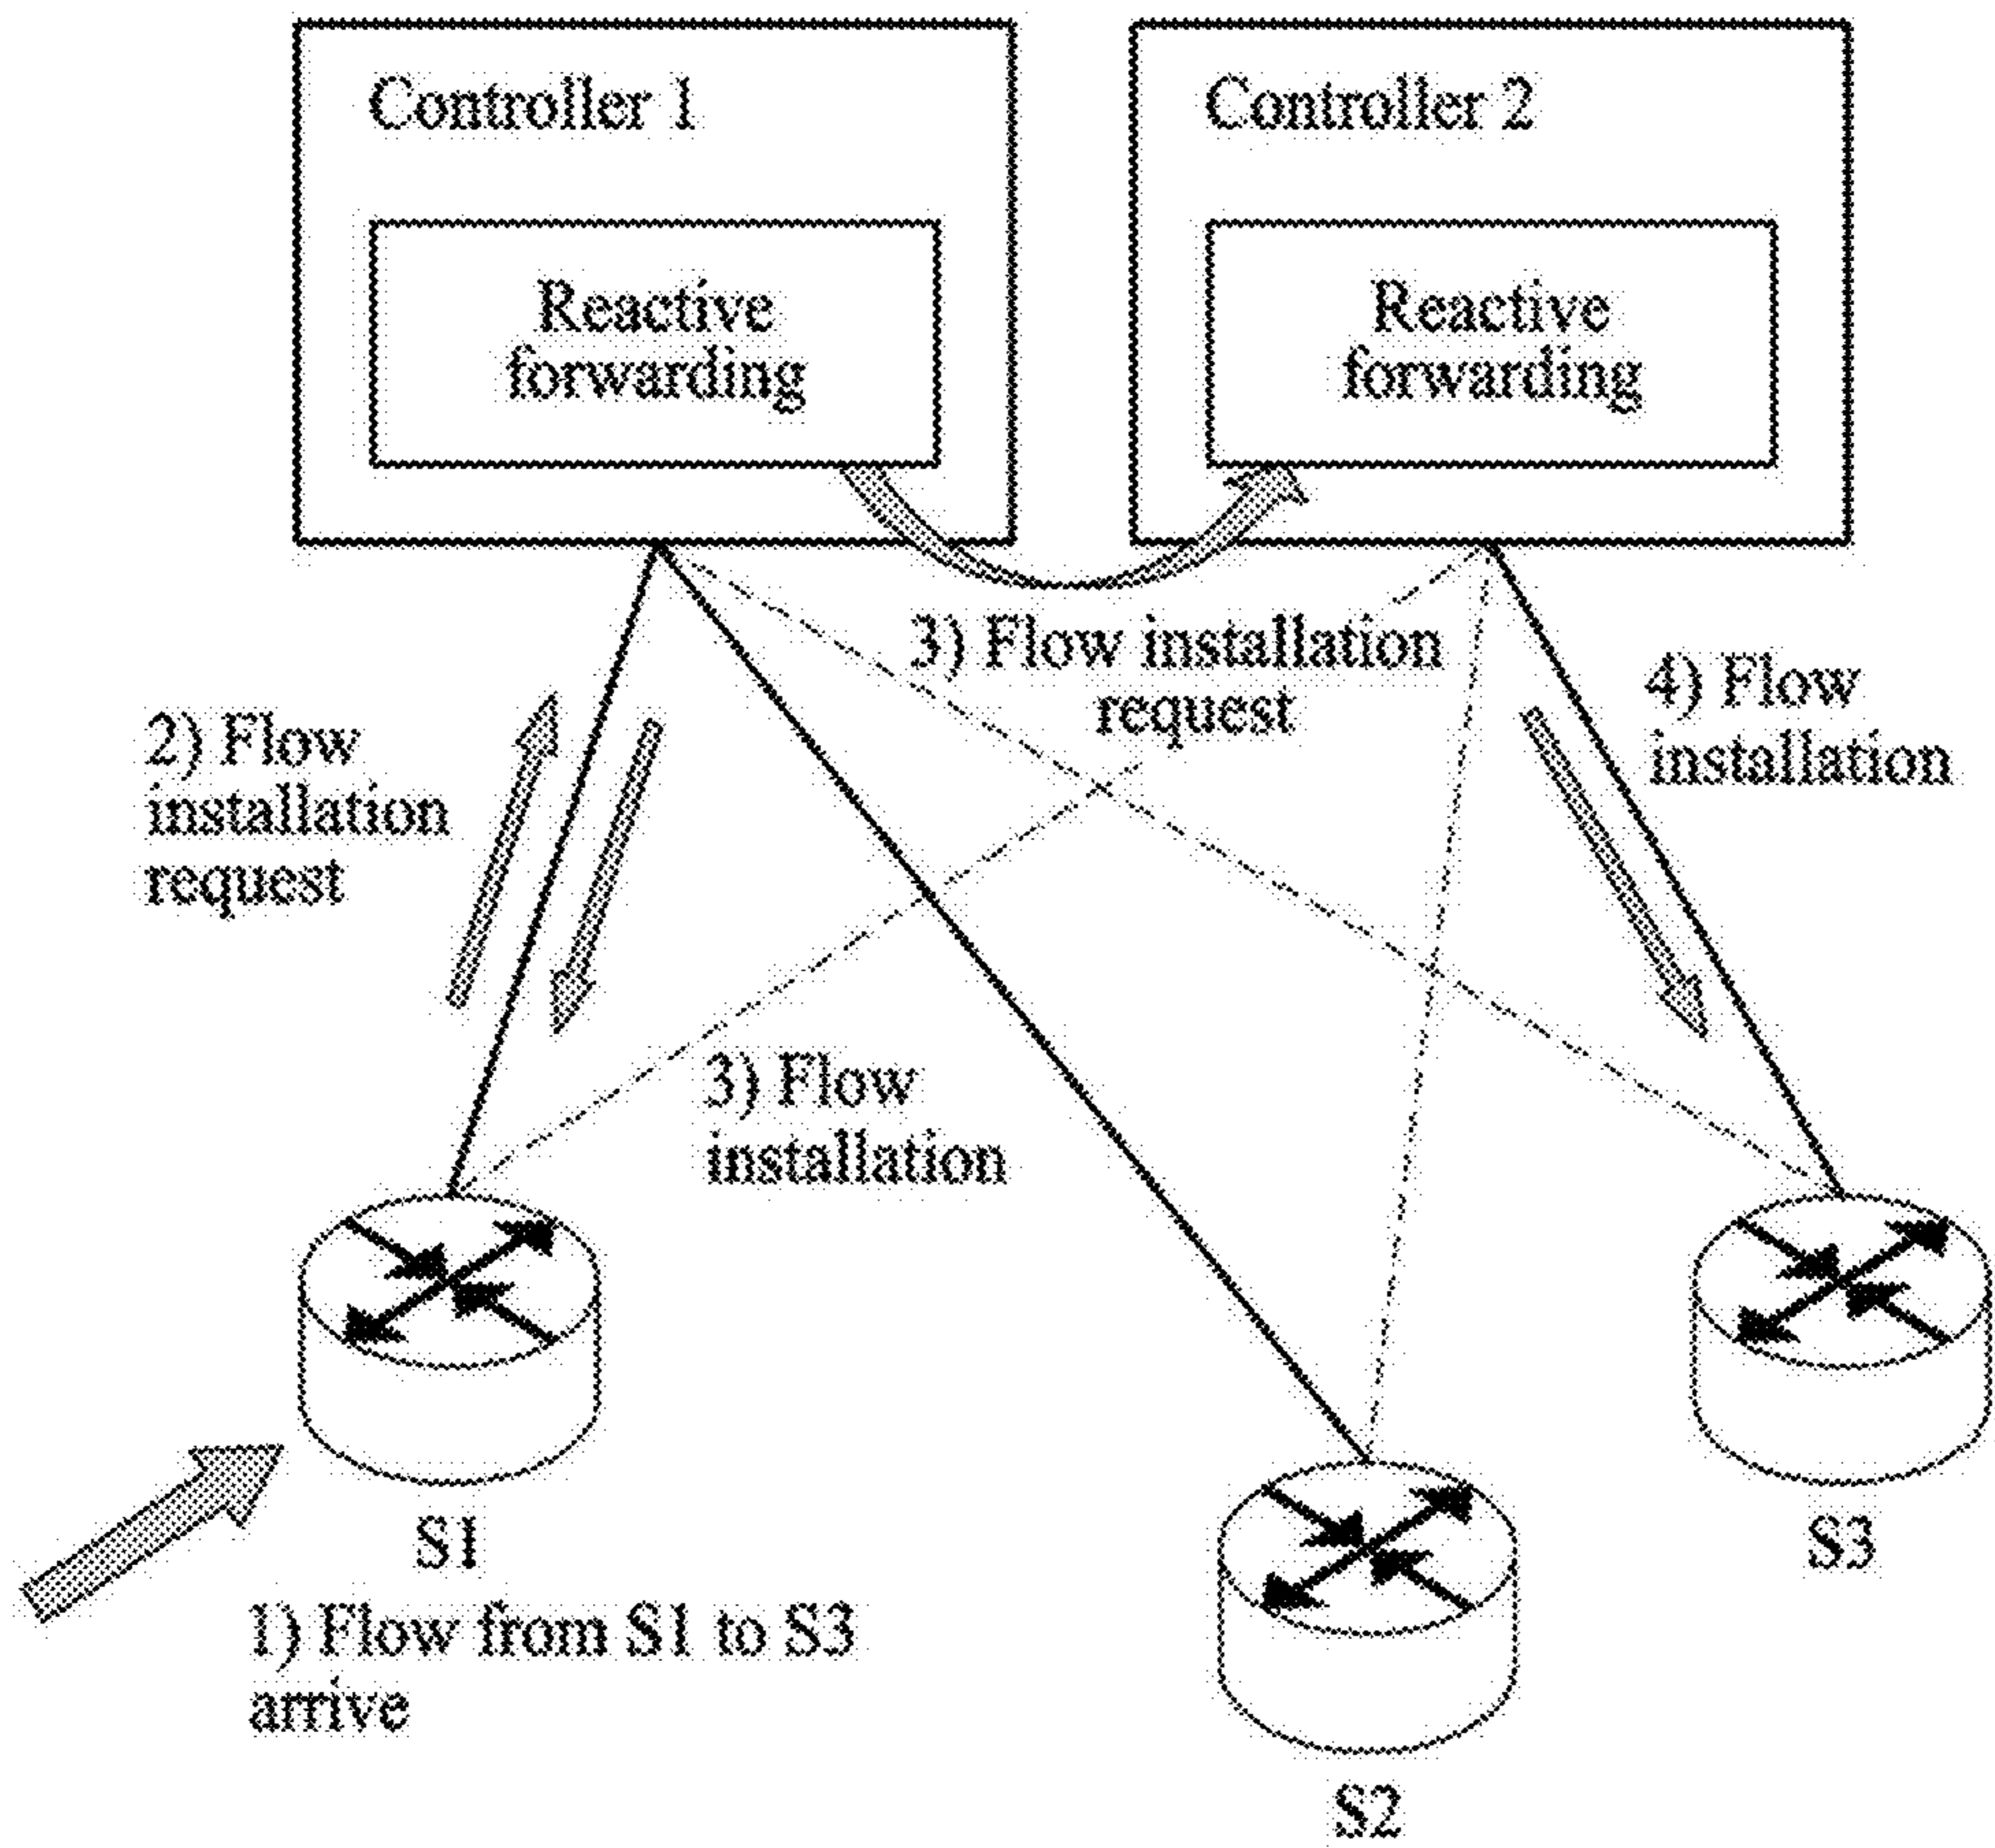 Controller 1
Reactive
forwarding
Controller 2
Reactive
forwarding
3) Flow installation
request
2) Flow
installation
request
4) Flow
installation
3) Flow
installation
S1
1) Flow from S1 to S3
arrive
S2
S3